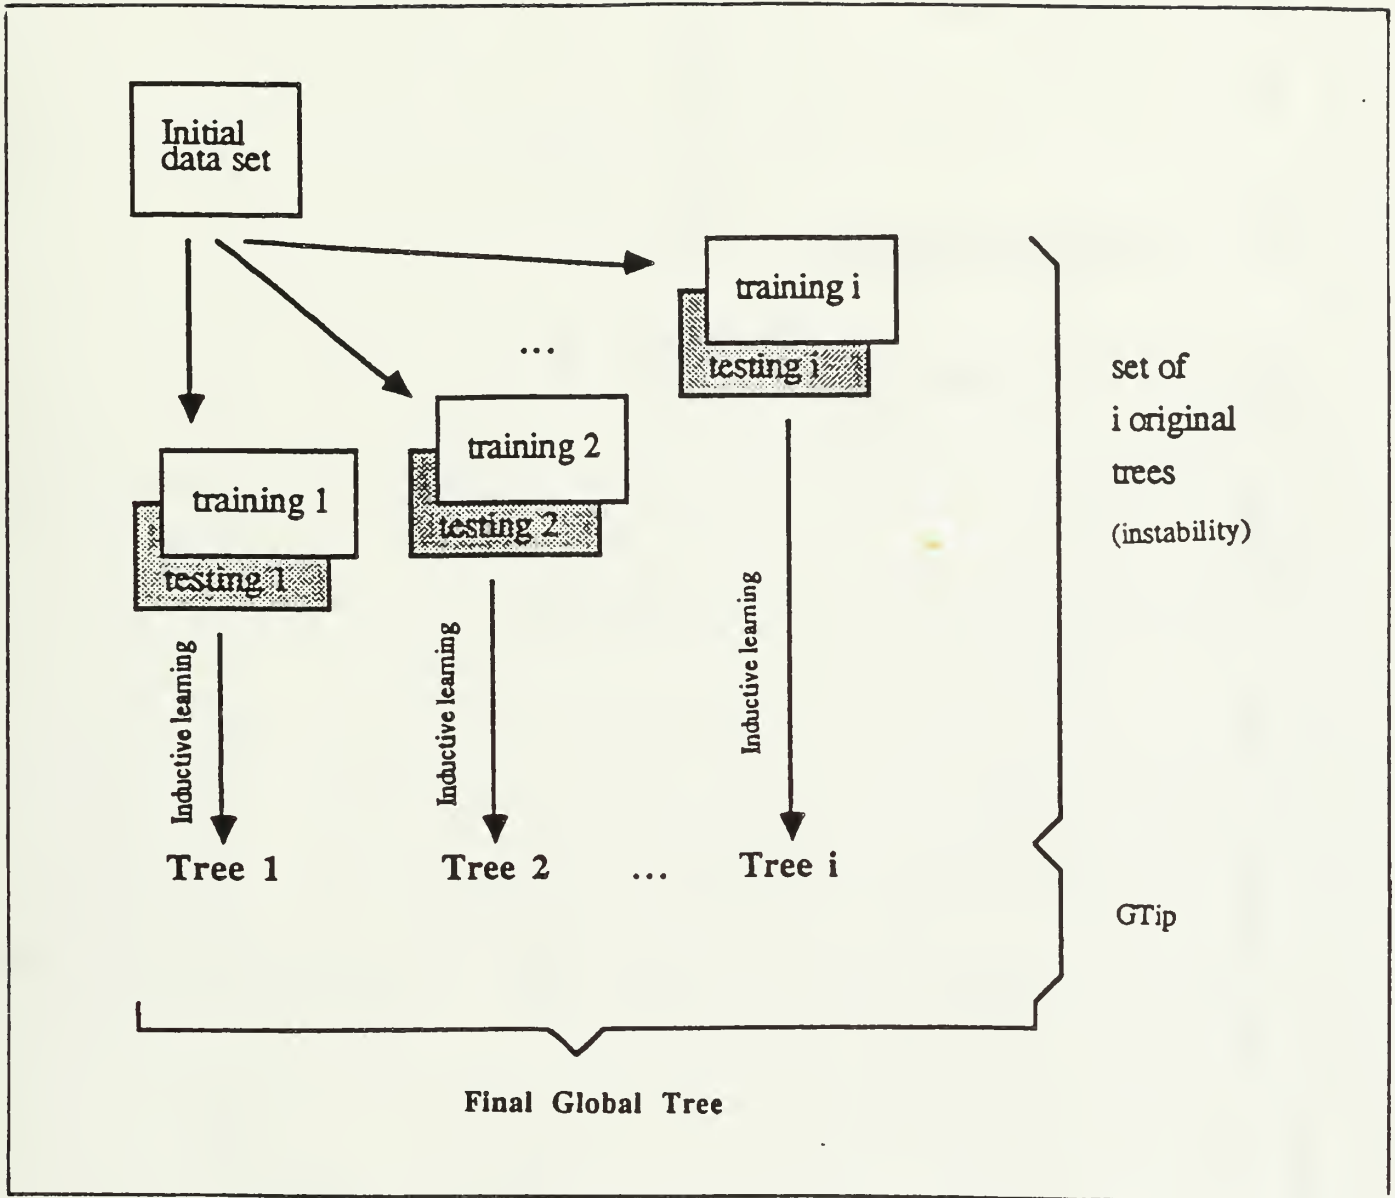 Initial
data set
training i
testing i
...
training 2
testing 2
training 1
testing 1
set of
i original
trees
(instability)
Inductive learning
Inductive learning
Inductive learning
Tree 1
Tree 2
...
Tree i
GTip
Final Global Tree